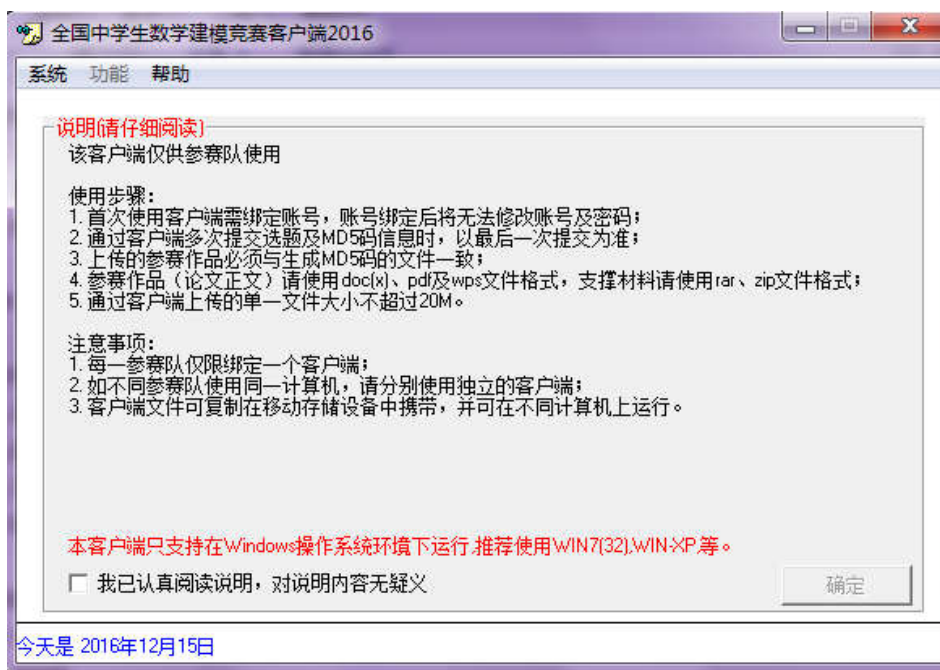 全国中学生数学建模竞赛客户端2016
系统 功能 帮助
说明(请仔细阅读)
该客户端仅供参赛队使用
使用步骤:
1. 首次使用客户端需绑定账号，账号绑定后将无法修改账号及密码；
2. 通过客户端多次提交选题及MD5码信息时，以最后一次提交为准；
3. 上传的参赛作品必须与生成MD5码的文件一致；
4. 参赛作品（论文正文）请使用doc(x)、pdf及wps文件格式，支撑材料请使用rar、zip文件格式；
5. 通过客户端上传的单一文件大小不超过20M。
注意事项:
1. 每一参赛队仅限绑定一个客户端；
2. 如不同参赛队使用同一计算机，请分别使用独立的客户端；
3. 客户端文件可复制在移动存储设备中携带，并可在不同计算机上运行。
本客户端只支持在Windows操作系统环境下运行,推荐使用WIN7(32),WIN-XP,等。
我已认真阅读说明，对说明内容无疑义
确定
今天是 2016年12月15日